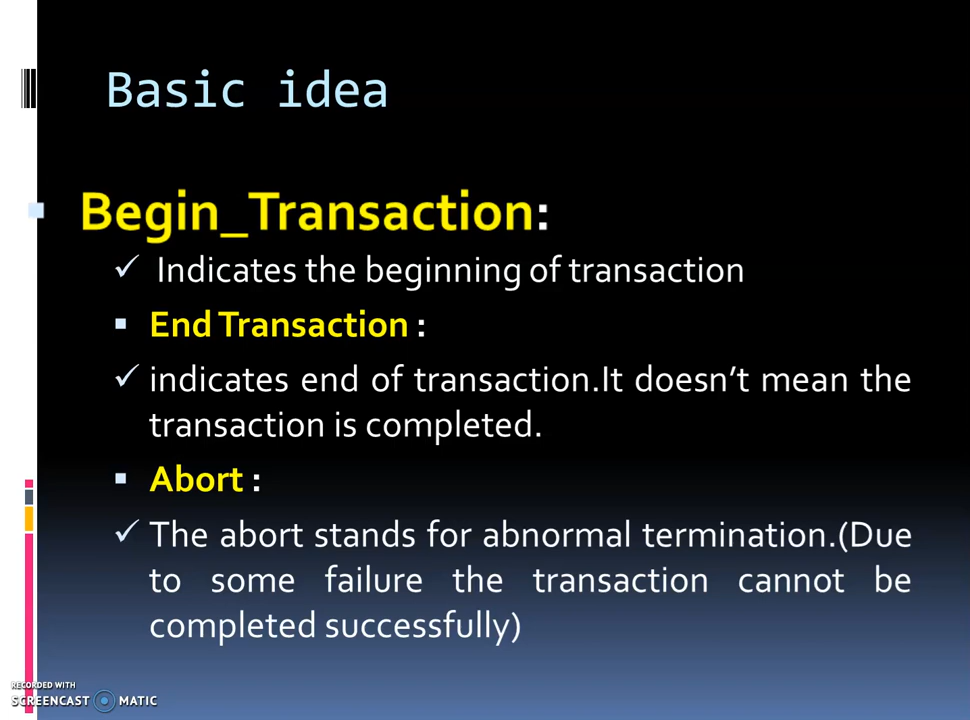 Basic idea
▪ Begin_Transaction:
✓ Indicates the beginning of transaction
▪ End Transaction :
✓ indicates end of transaction.It doesn’t mean the
transaction is completed.
▪ Abort :
✓ The abort stands for abnormal termination.(Due
to some failure the transaction cannot be
completed successfully)
RECORDED WITH
SCREENCAST MATIC